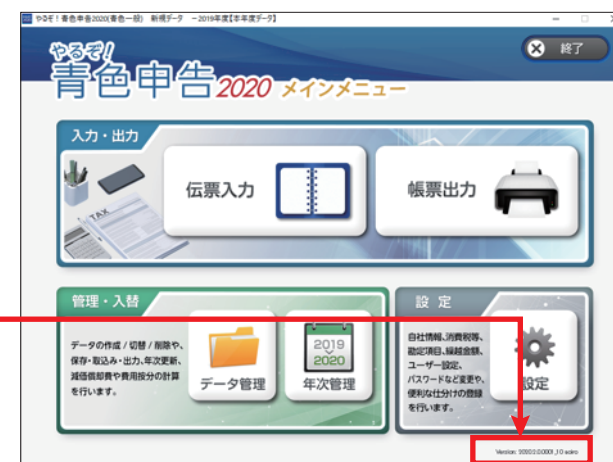 やるぞ！青色申告2020(青色一般) 新規データ －2019年度【本年度データ】
終了
やるぞ!
青色申告2020 メインメニュー
入力・出力
TAX
伝票入力
帳票出力
管理・入替
データの作成 / 切替 / 削除や、
保存・取込み・出力、年次更新、
減価償却費や費用按分の計算
を行います。
データ管理
2019
2020
年次管理
設 定
自社情報、消費税等、
勘定項目、繰越金額、
ユーザー設定、
パスワードなど変更や、
便利な仕分けの登録
を行います。
設定
Version: